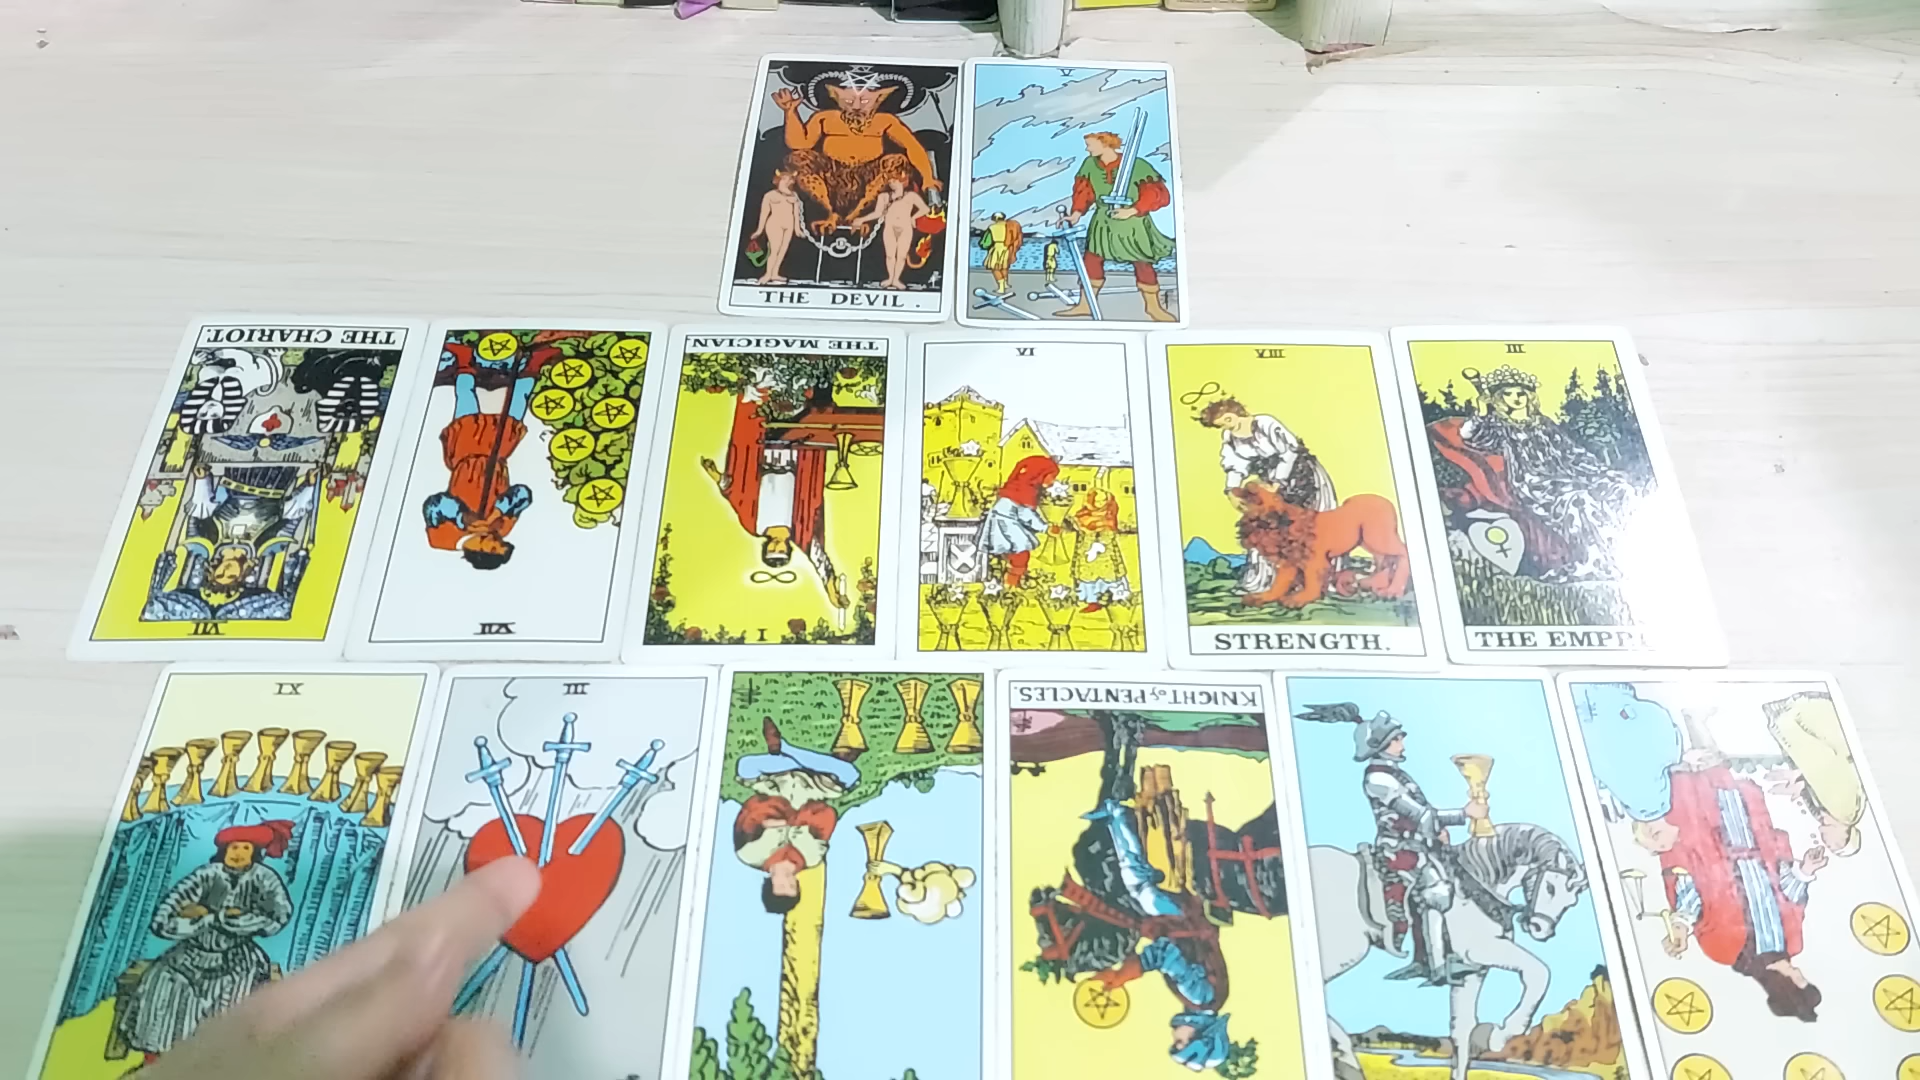 XV
THE DEVIL.
V
THE CHARIOT.
VII
VII
THE MAGICIAN.
I
VI
VIII
STRENGTH.
III
THE EMPR
IX
III
KNIGHT of PENTACLES.